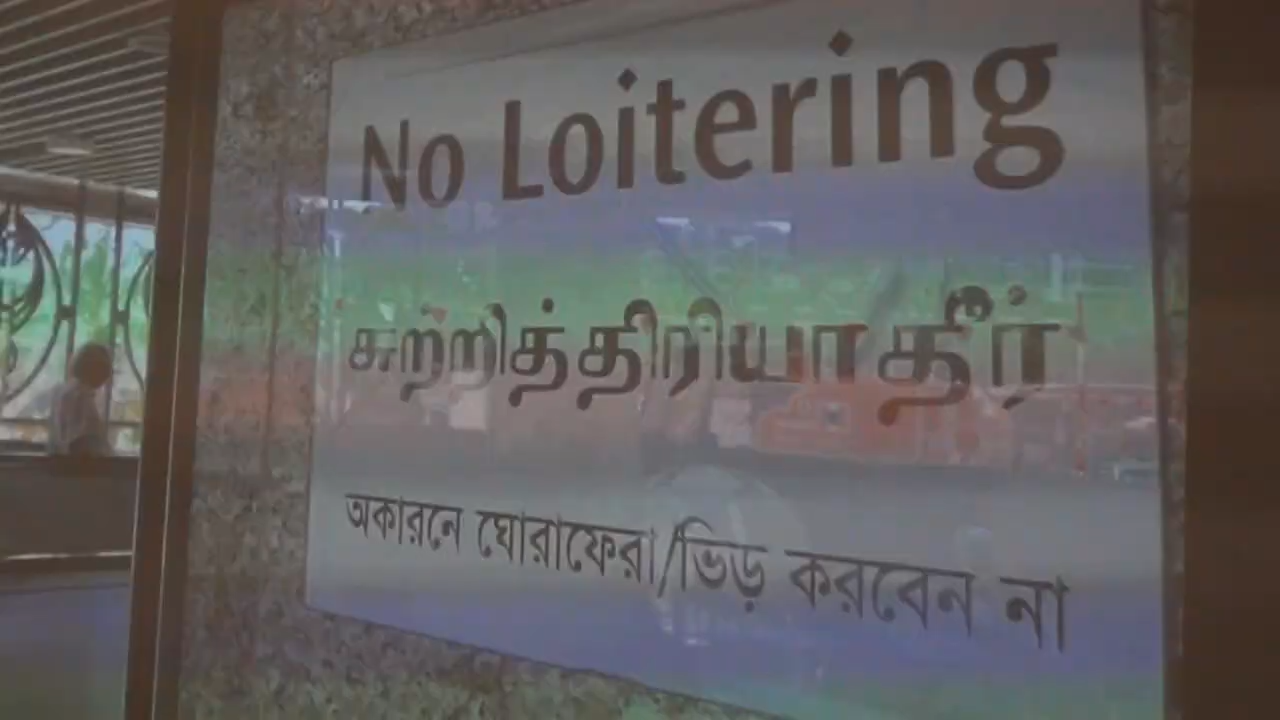 No Loitering
சுற்றித்திரியாதீர்
অকারনে ঘোরাফেরা/ভিড় করবেন না